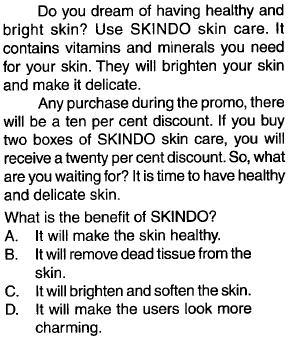 Do you dream of having healthy and
bright skin? Use SKINDO skin care. It
contains vitamins and minerals you need
for your skin. They will brighten your skin
and make it delicate.
Any purchase during the promo, there
will be a ten per cent discount. If you buy
two boxes of SKINDO skin care, you will
receive a twenty per cent discount. So, what
are you waiting for? It is time to have healthy
and delicate skin.
What is the benefit of SKINDO?
A. It will make the skin healthy.
B. It will remove dead tissue from the
skin.
C. It will brighten and soften the skin.
D. It will make the users look more
charming.